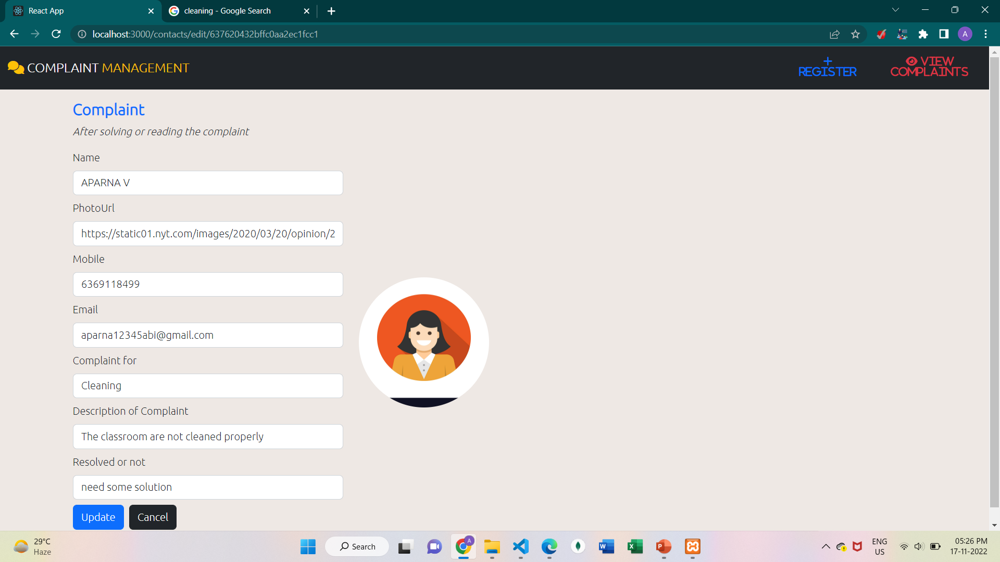 React App
cleaning - Google Search
localhost:3000/contacts/edit/637620432bffc0aa2ec1fcc1
A
COMPLAINT MANAGEMENT
REGISTER
VIEW
COMPLAINTS
Complaint
After solving or reading the complaint
Name
APARNA V
PhotoUrl
https://static01.nyt.com/images/2020/03/20/opinion/2
Mobile
6369118499
Email
aparna12345abi@gmail.com
Complaint for
Cleaning
Description of Complaint
The classroom are not cleaned properly
Resolved or not
need some solution
Update
Cancel
29°C
Haze
Search
A
W
X
P
ENG
US
05:26 PM
17-11-2022